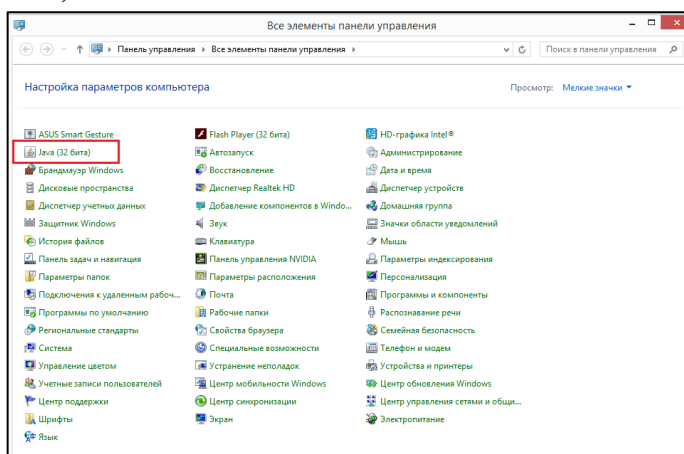 Все элементы панели управления
Панель управления ▸ Все элементы панели управления ▸
Поиск в панели управления
Настройка параметров компьютера
Просмотр: Мелкие значки
ASUS Smart Gesture
Flash Player (32 бита)
HD-графика Intel®
Java (32 бита)
Автозапуск
Администрирование
Брандмауэр Windows
Восстановление
Дата и время
Дисковые пространства
Диспетчер Realtek HD
Диспетчер устройств
Диспетчер учетных данных
Добавление компонентов в Windo...
Домашняя группа
Защитник Windows
Звук
Значки области уведомлений
История файлов
Клавиатура
Мышь
Панель задач и навигация
Панель управления NVIDIA
Параметры индексирования
Параметры папок
Параметры расположения
Персонализация
Подключения к удаленным рабоч...
Почта
Программы и компоненты
Программы по умолчанию
Рабочие папки
Распознавание речи
Региональные стандарты
Свойства браузера
Семейная безопасность
Система
Специальные возможности
Телефон и модем
Управление цветом
Устранение неполадок
Устройства и принтеры
Учетные записи пользователей
Центр мобильности Windows
Центр обновления Windows
Центр поддержки
Центр синхронизации
Центр управления сетями и общи...
Шрифты
Экран
Электропитание
Язык